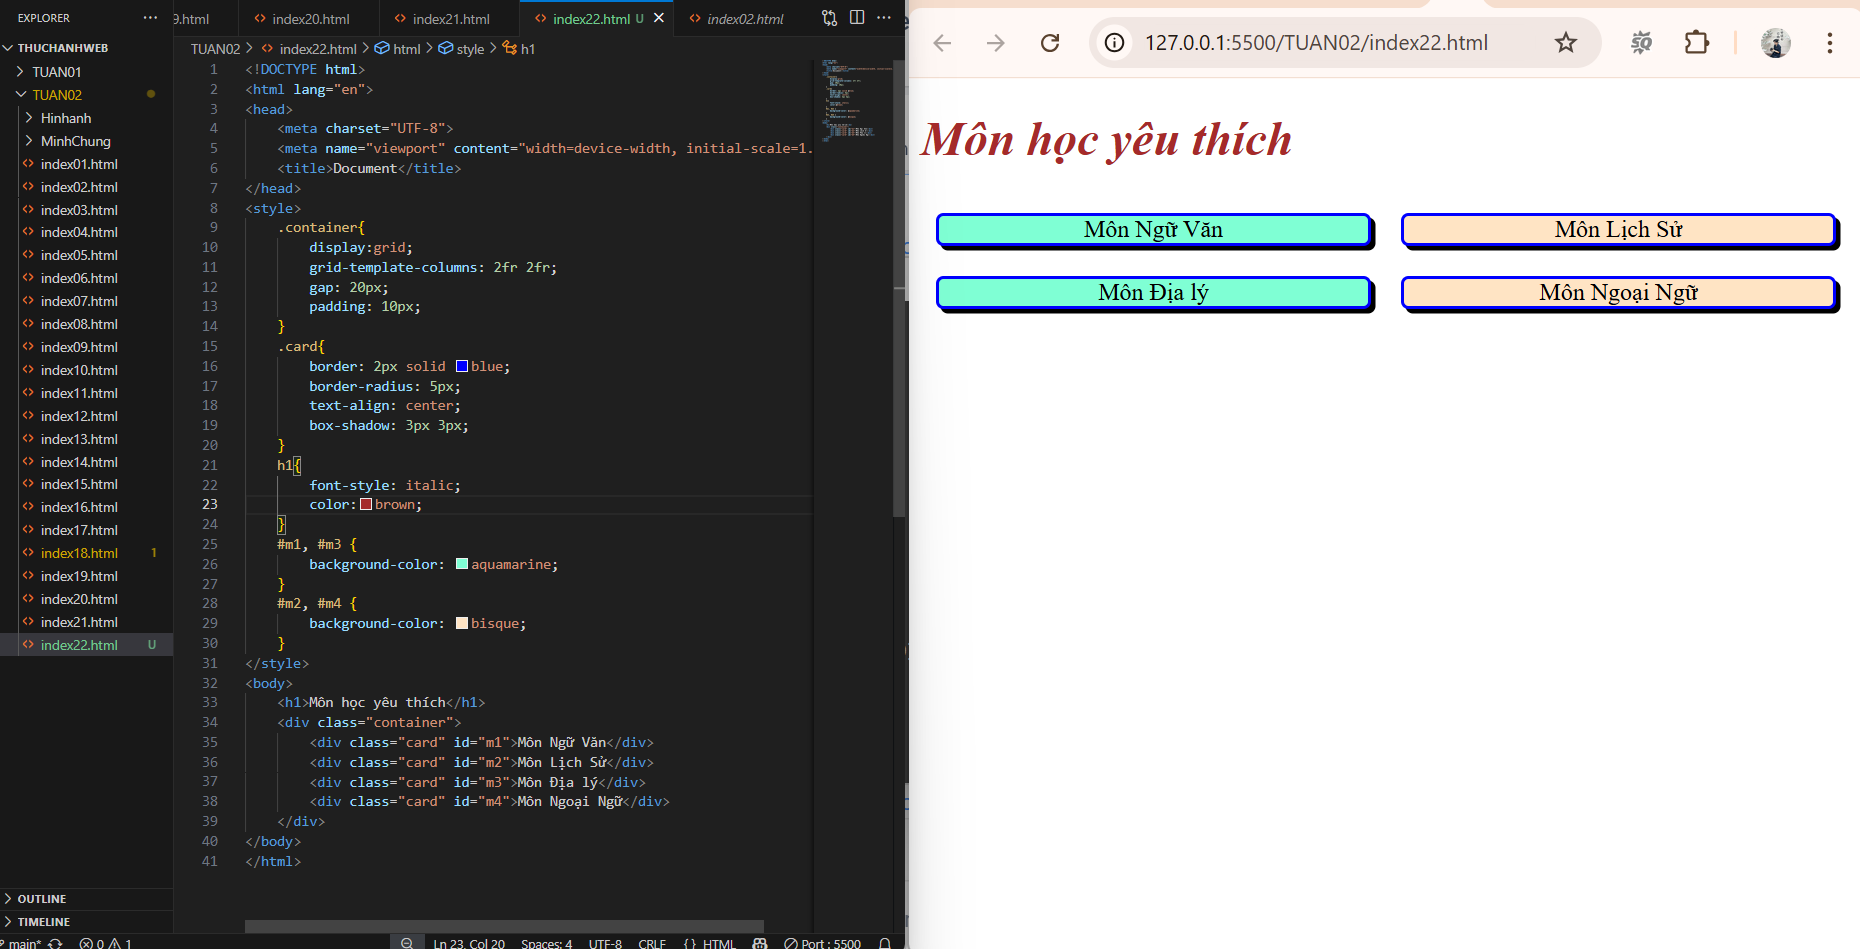 EXPLORER
THUCHANHWEB
TUAN01
TUAN02
Hinhanh
MinhChung
index01.html
index02.html
index03.html
index04.html
index05.html
index06.html
index07.html
index08.html
index09.html
index10.html
index11.html
index12.html
index13.html
index14.html
index15.html
index16.html
index17.html
index18.html 1
index19.html
index20.html
index21.html
index22.html U
OUTLINE
TIMELINE
9.html index20.html index21.html index22.html U index02.html
TUAN02 > index22.html > html > style > h1
1 <!DOCTYPE html>
2 <html lang="en">
3 <head>
4 <meta charset="UTF-8">
5 <meta name="viewport" content="width=device-width, initial-scale=1.
6 <title>Document</title>
7 </head>
8 <style>
9 .container{
10 display:grid;
11 grid-template-columns: 2fr 2fr;
12 gap: 20px;
13 padding: 10px;
14 }
15 .card{
16 border: 2px solid blue;
17 border-radius: 5px;
18 text-align: center;
19 box-shadow: 3px 3px;
20 }
21 h1{
22 font-style: italic;
23 color: brown;
24 }
25 #m1, #m3 {
26 background-color: aquamarine;
27 }
28 #m2, #m4 {
29 background-color: bisque;
30 }
31 </style>
32 <body>
33 <h1>Môn học yêu thích</h1>
34 <div class="container">
35 <div class="card" id="m1">Môn Ngữ Văn</div>
36 <div class="card" id="m2">Môn Lịch Sử</div>
37 <div class="card" id="m3">Môn Địa lý</div>
38 <div class="card" id="m4">Môn Ngoại Ngữ</div>
39 </div>
40 </body>
41 </html>
main* 0 1 Ln 23, Col 20 Spaces: 4 UTF-8 CRLF {} HTML Port : 5500
127.0.0.1:5500/TUAN02/index22.html
Môn học yêu thích
Môn Ngữ Văn
Môn Lịch Sử
Môn Địa lý
Môn Ngoại Ngữ